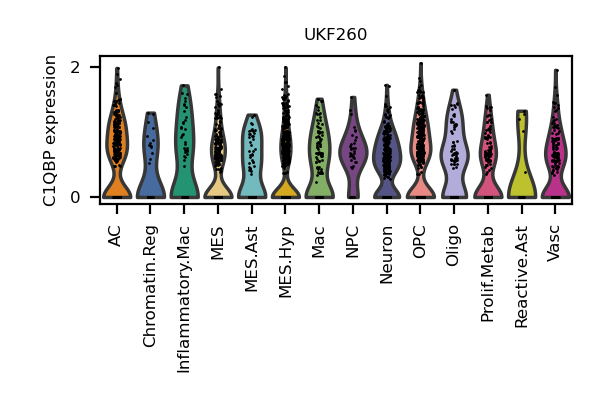 UKF260
C1QBP expression
2
0
AC
Chromatin.Reg
Inflammatory.Mac
MES
MES.Ast
MES.Hyp
Mac
NPC
Neuron
OPC
Oligo
Prolif.Metab
Reactive.Ast
Vasc